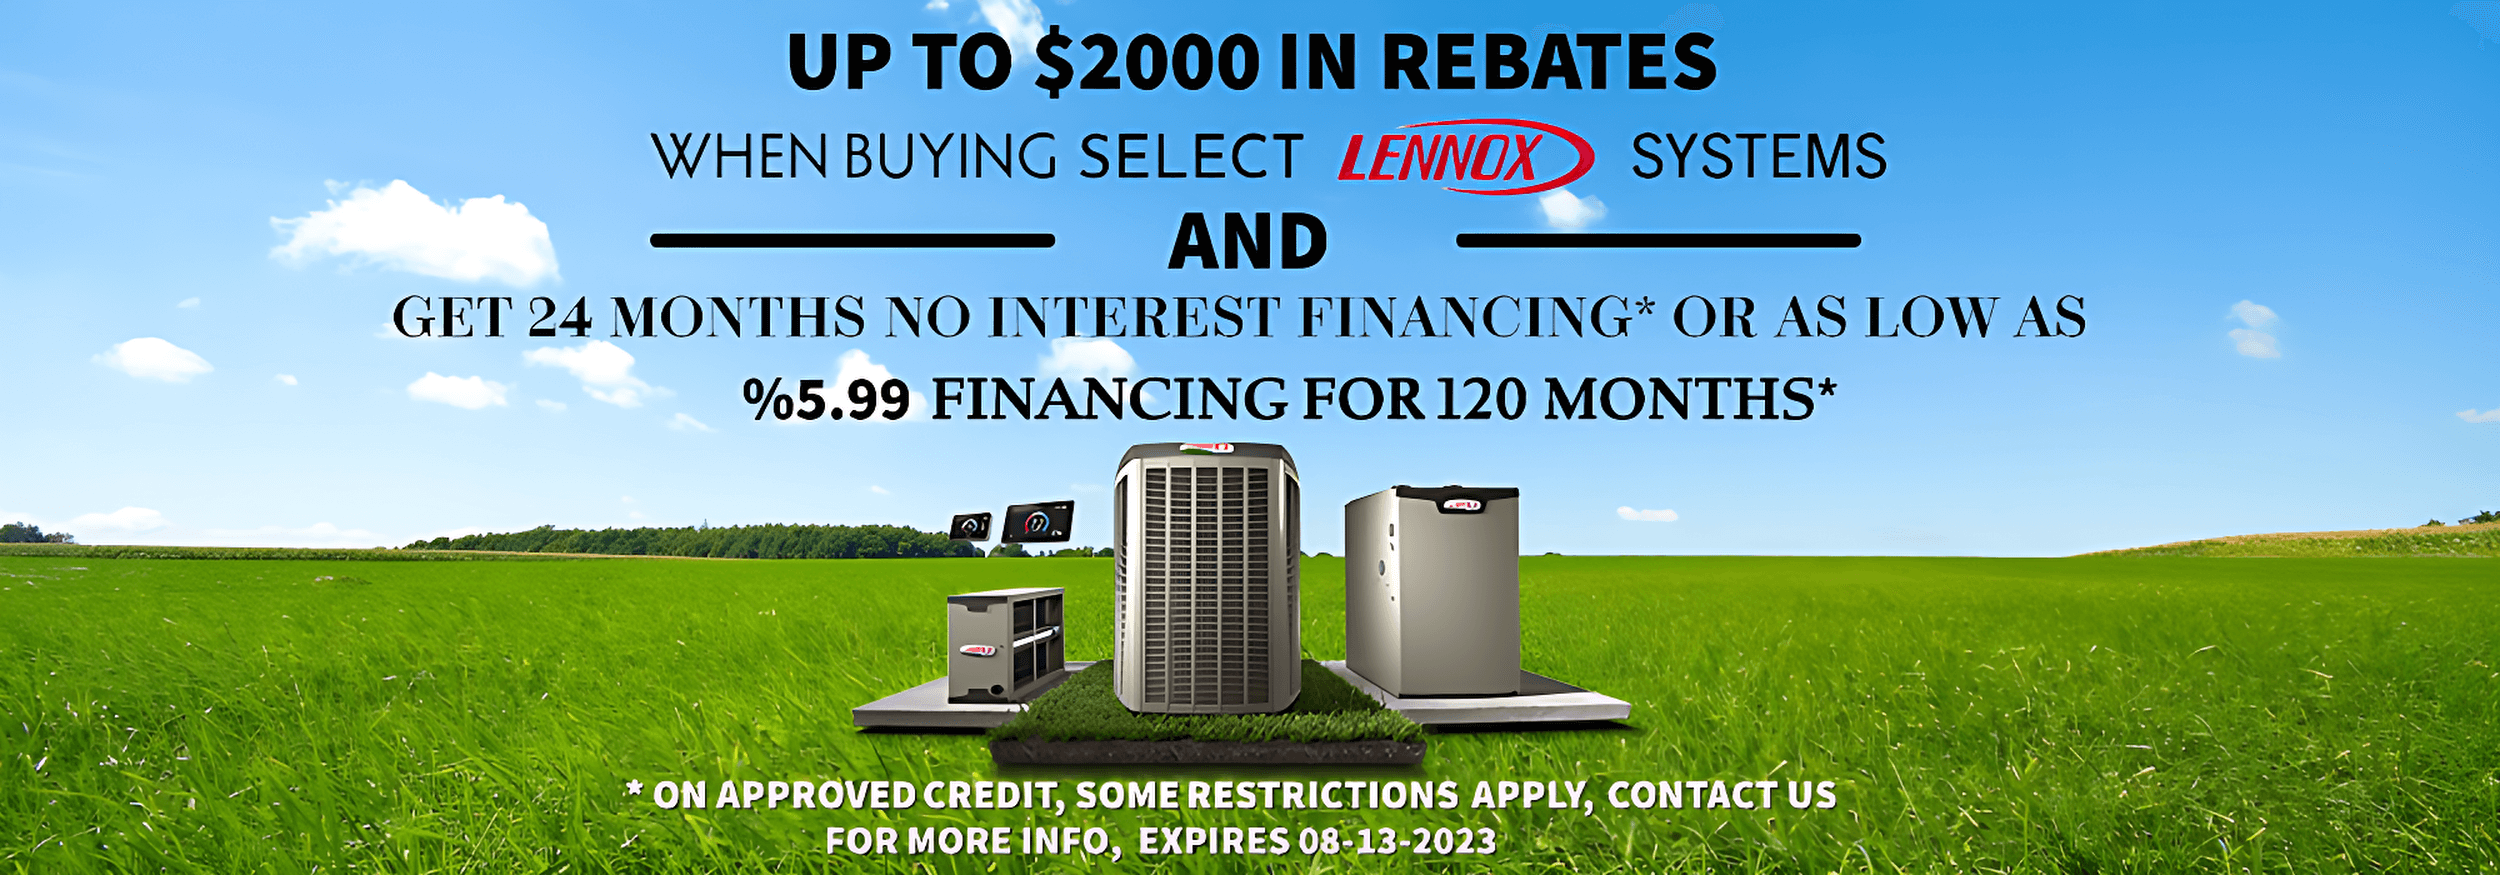 UP TO $2000 IN REBATES
WHEN BUYING SELECT LENNOX SYSTEMS
AND
GET 24 MONTHS NO INTEREST FINANCING* OR AS LOW AS
%5.99 FINANCING FOR 120 MONTHS*
* ON APPROVED CREDIT, SOME RESTRICTIONS APPLY, CONTACT US
FOR MORE INFO, EXPIRES 08-13-2023